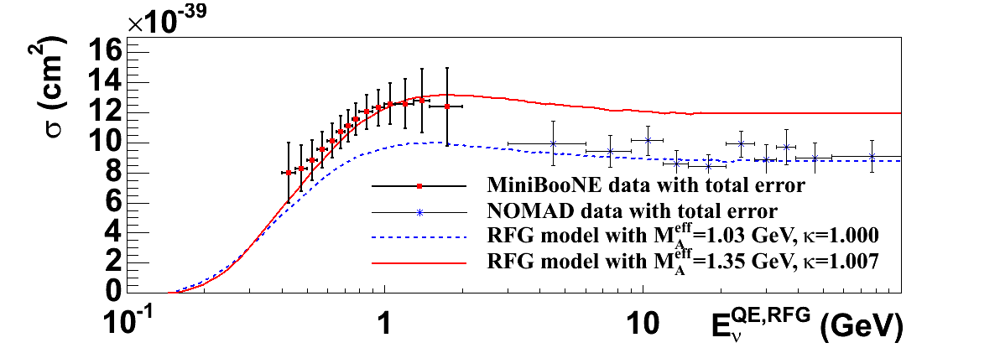 ×10⁻³⁹
σ (cm²)
16
14
12
10
8
6
4
2
0
MiniBooNE data with total error
NOMAD data with total error
RFG model with M_A^eff=1.03 GeV, κ=1.000
RFG model with M_A^eff=1.35 GeV, κ=1.007
10⁻¹ 1 10 E_ν^QE,RFG (GeV)